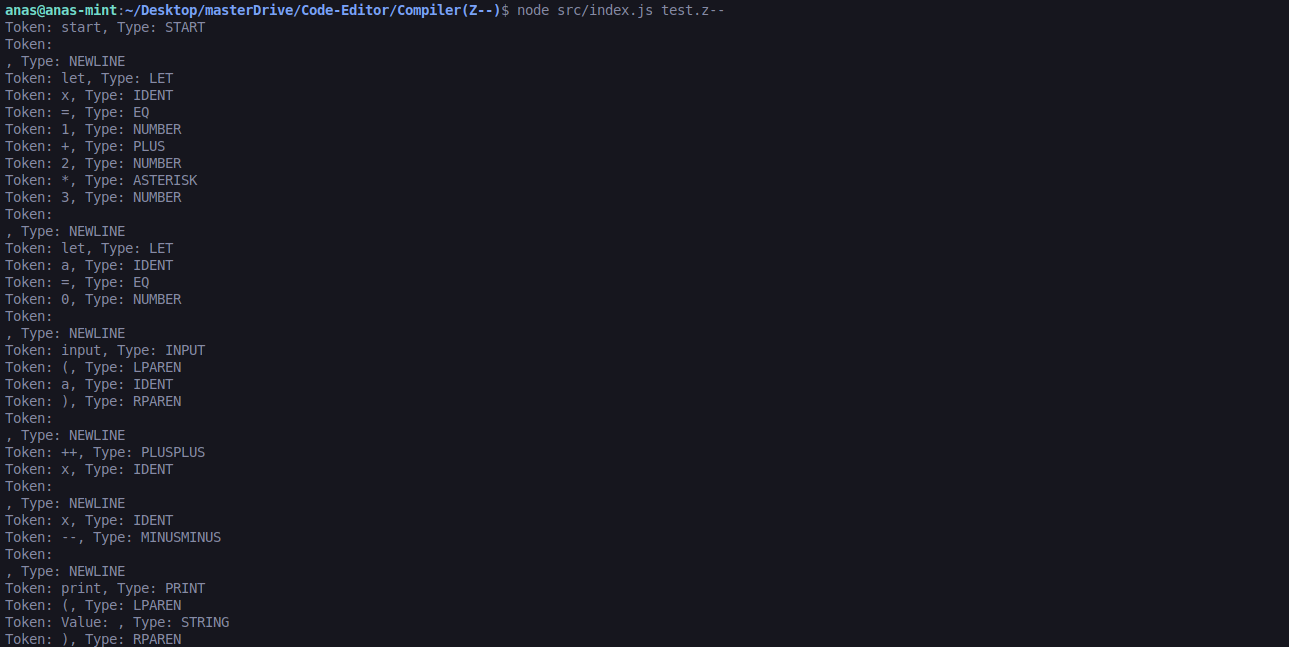 anas@anas-mint:~/Desktop/masterDrive/Code-Editor/Compiler(Z--)$ node src/index.js test.z--
Token: start, Type: START
Token:
, Type: NEWLINE
Token: let, Type: LET
Token: x, Type: IDENT
Token: =, Type: EQ
Token: 1, Type: NUMBER
Token: +, Type: PLUS
Token: 2, Type: NUMBER
Token: *, Type: ASTERISK
Token: 3, Type: NUMBER
Token:
, Type: NEWLINE
Token: let, Type: LET
Token: a, Type: IDENT
Token: =, Type: EQ
Token: 0, Type: NUMBER
Token:
, Type: NEWLINE
Token: input, Type: INPUT
Token: (, Type: LPAREN
Token: a, Type: IDENT
Token: ), Type: RPAREN
Token:
, Type: NEWLINE
Token: ++, Type: PLUSPLUS
Token: x, Type: IDENT
Token:
, Type: NEWLINE
Token: x, Type: IDENT
Token: --, Type: MINUSMINUS
Token:
, Type: NEWLINE
Token: print, Type: PRINT
Token: (, Type: LPAREN
Token: Value: , Type: STRING
Token: ), Type: RPAREN